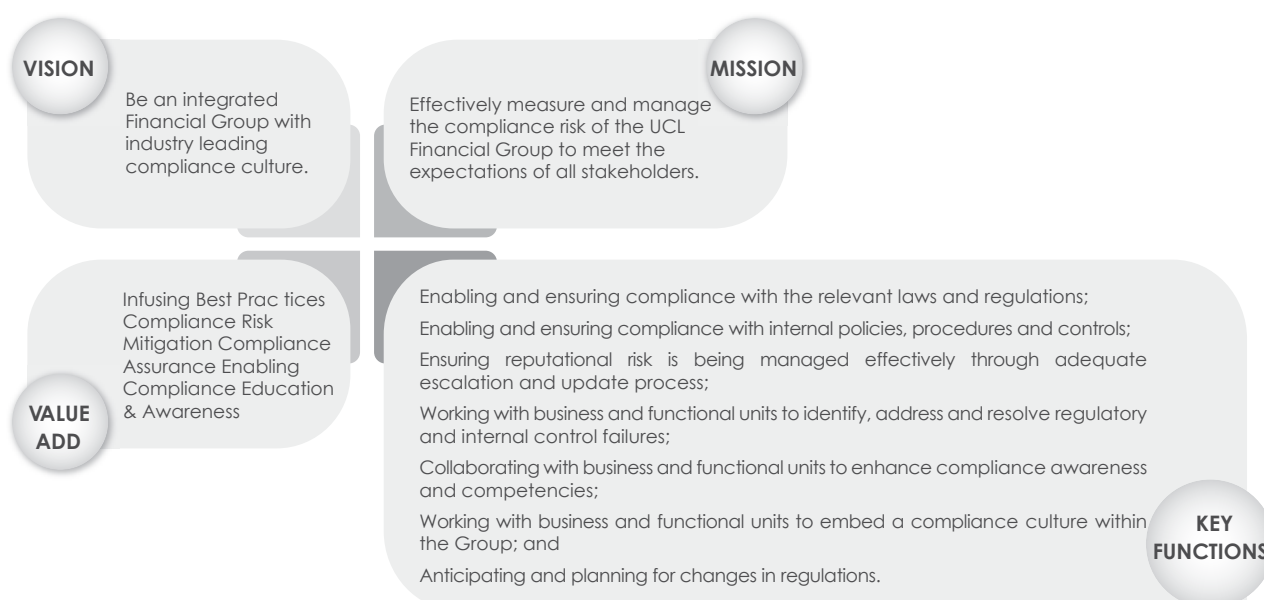 VISION
Be an integrated
Financial Group with
industry leading
compliance culture.
MISSION
Effectively measure and manage
the compliance risk of the UCL
Financial Group to meet the
expectations of all stakeholders.
VALUE
ADD
Infusing Best Prac tices
Compliance Risk
Mitigation Compliance
Assurance Enabling
Compliance Education
& Awareness
KEY
FUNCTIONS
Enabling and ensuring compliance with the relevant laws and regulations;
Enabling and ensuring compliance with internal policies, procedures and controls;
Ensuring reputational risk is being managed effectively through adequate
escalation and update process;
Working with business and functional units to identify, address and resolve regulatory
and internal control failures;
Collaborating with business and functional units to enhance compliance awareness
and competencies;
Working with business and functional units to embed a compliance culture within
the Group; and
Anticipating and planning for changes in regulations.